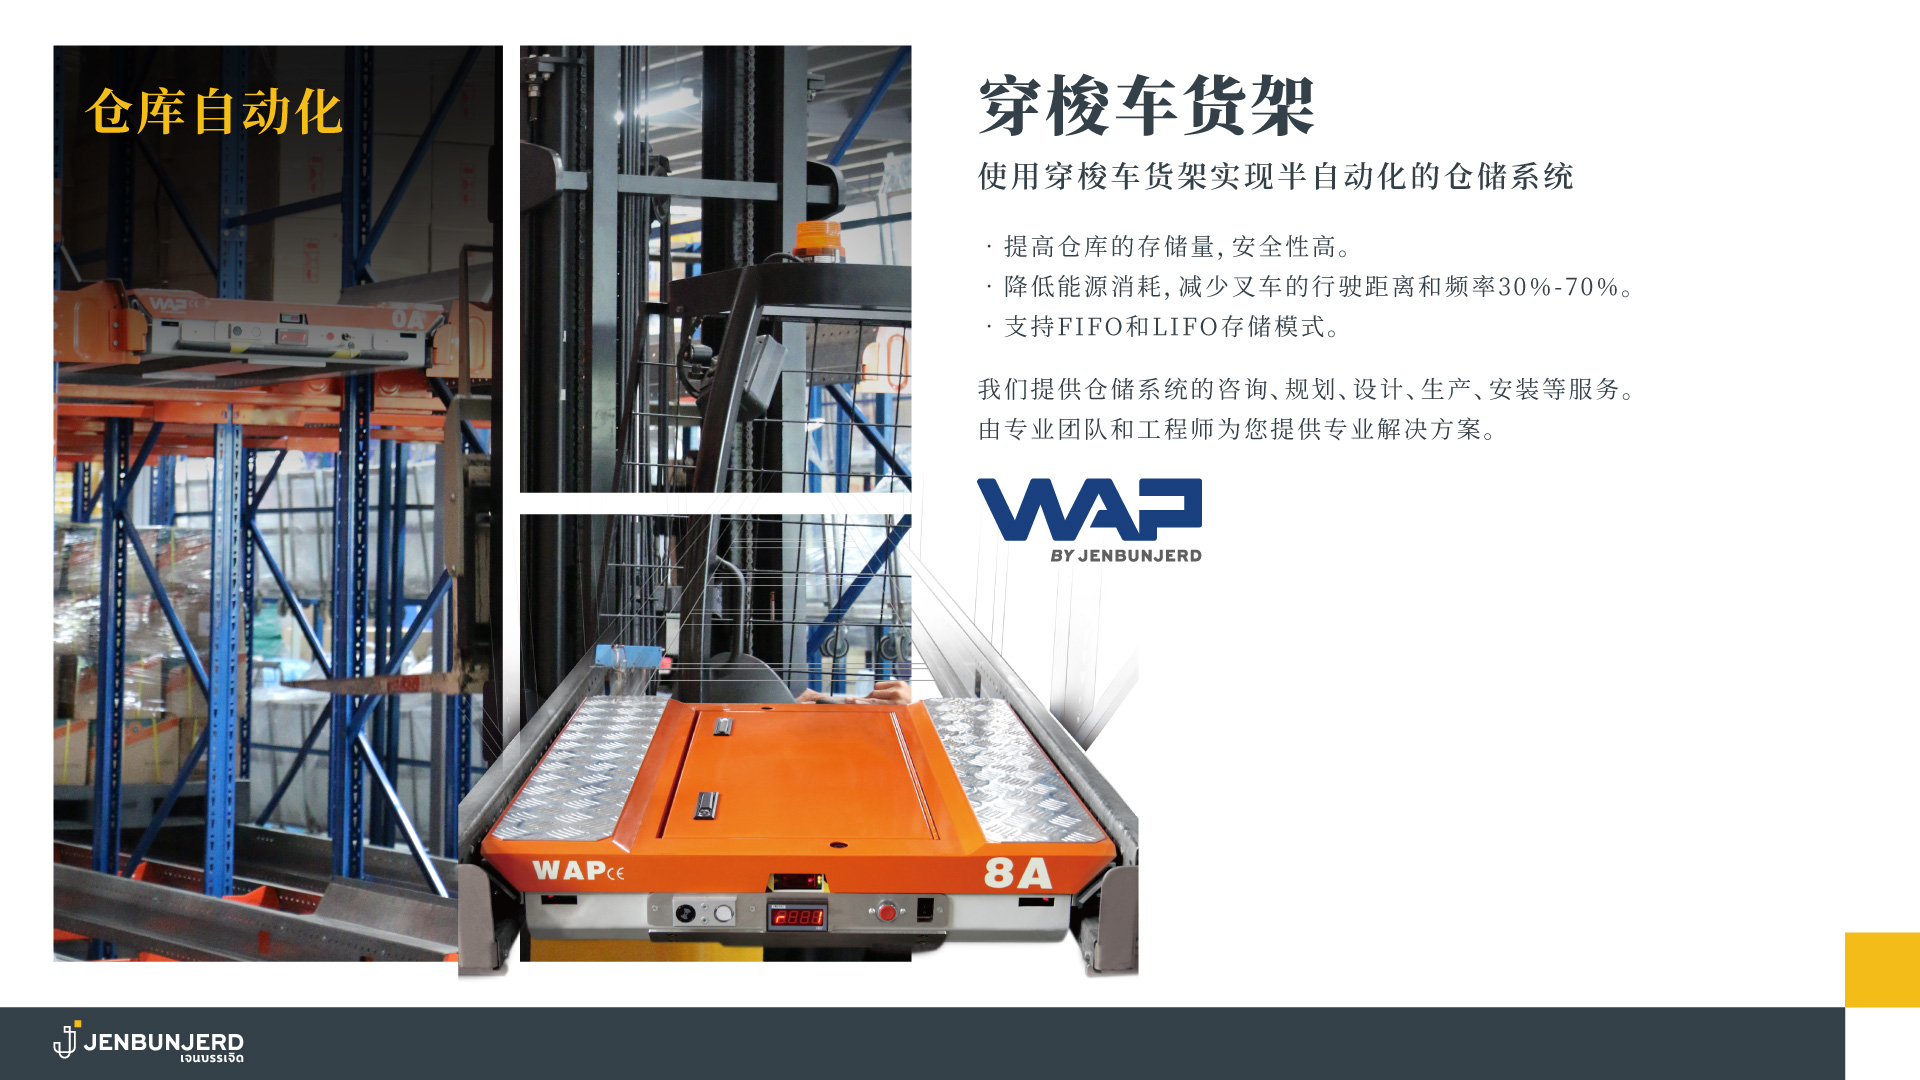 仓库自动化
穿梭车货架
使用穿梭车货架实现半自动化的仓储系统
· 提高仓库的存储量，安全性高。
· 降低能源消耗，减少叉车的行驶距离和频率30%-70%。
· 支持FIFO和LIFO存储模式。
我们提供仓储系统的咨询、规划、设计、生产、安装等服务。
由专业团队和工程师为您提供专业解决方案。
WAP
BY JENBUNJERD
WAP CE
0A
WAP CE
8A
JENBUNJERD
เจนบรรเจิด